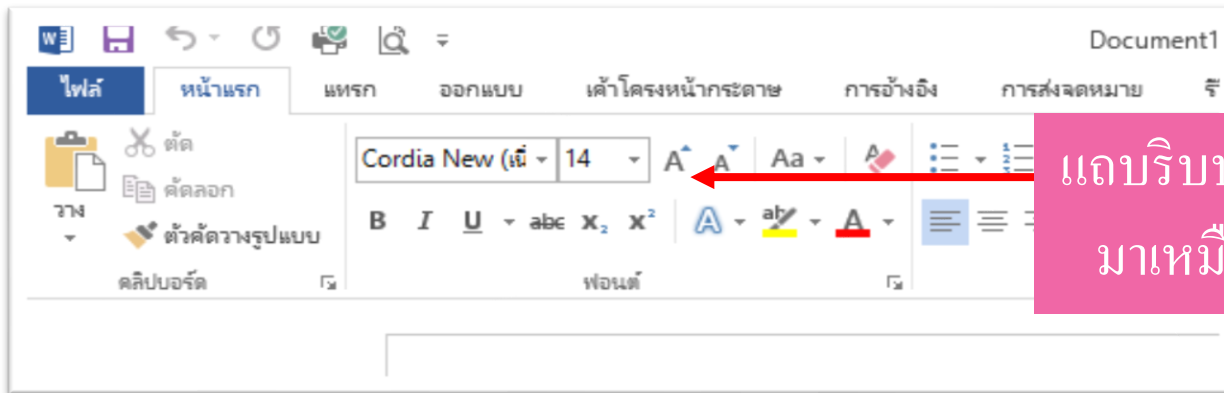 Document1
ไฟล์ หน้าแรก แทรก ออกแบบ เค้าโครงหน้ากระดาษ การอ้างอิง การส่งจดหมาย
วาง
ตัด
คัดลอก
ตัวคัดวางรูปแบบ
คลิปบอร์ด
Cordia New (เนื้ 14 Aa
B I U abc X₂ X² A ab A
ฟอนต์
แถบริบ
มาเหมื